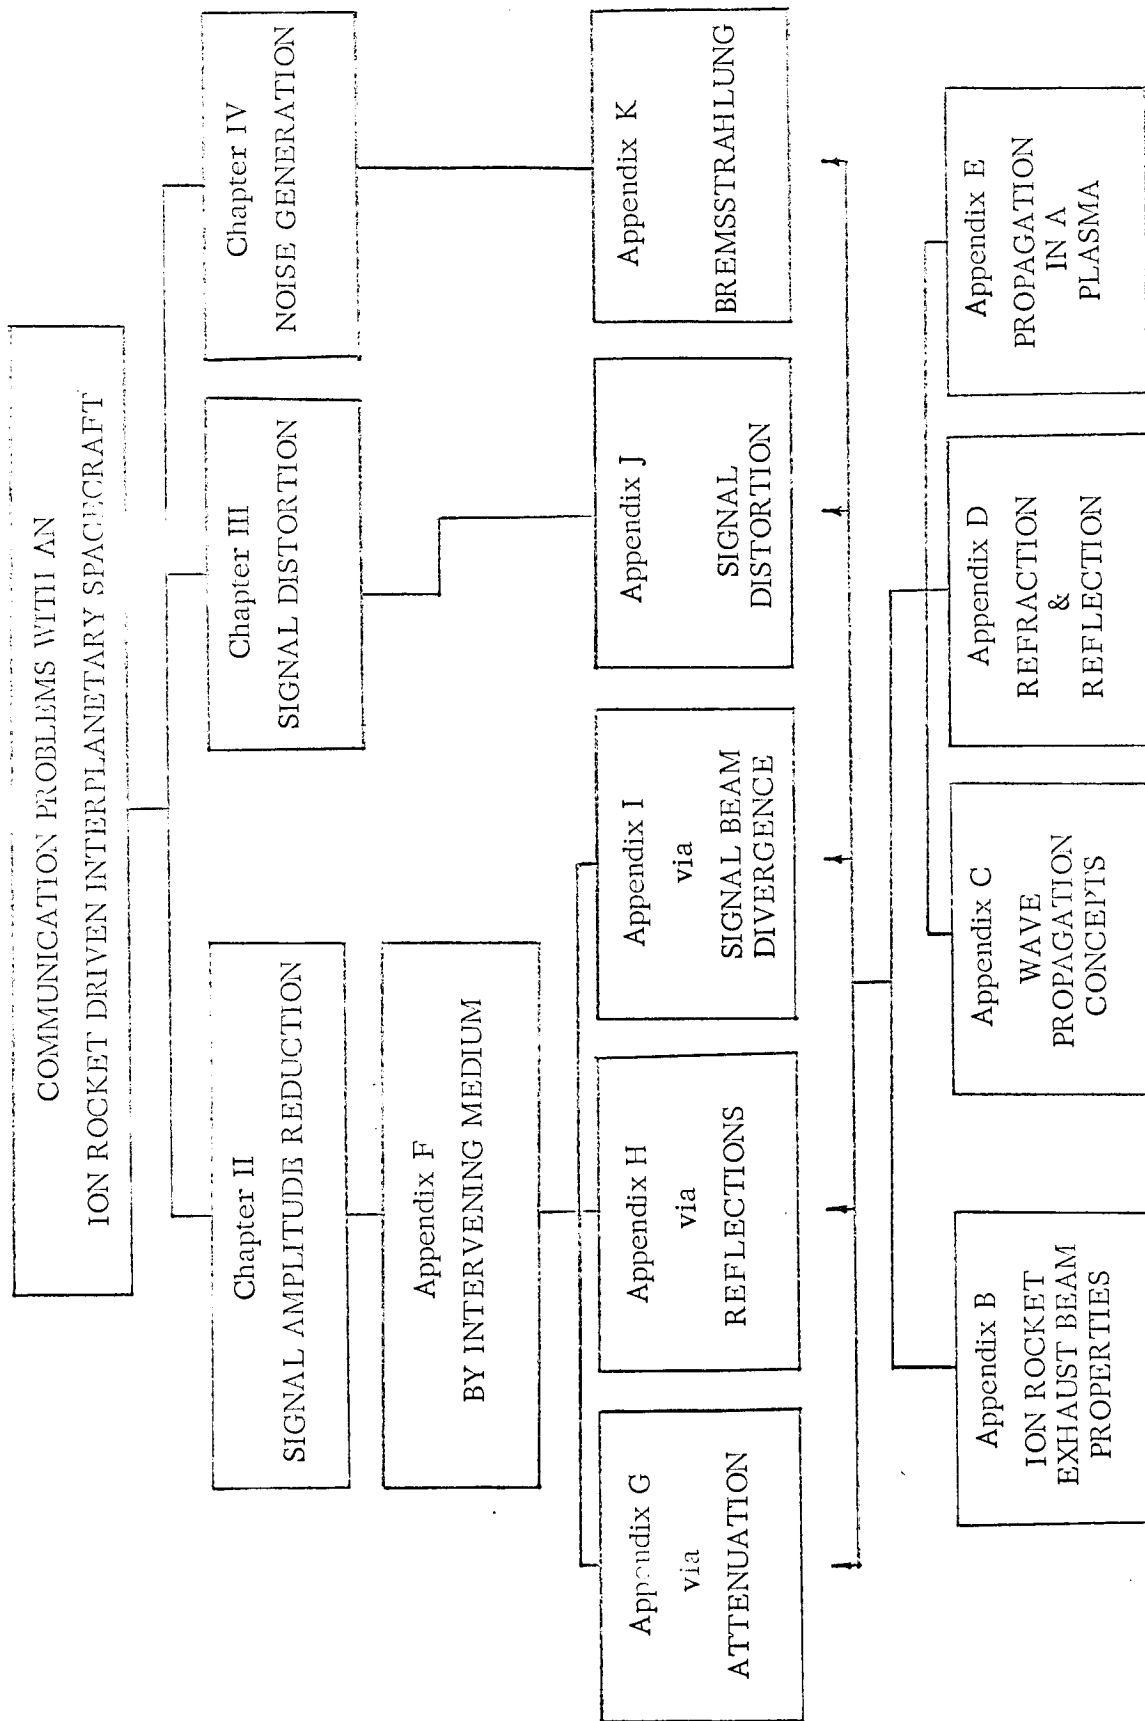 COMMUNICATION PROBLEMS WITH AN
ION ROCKET DRIVEN INTERPLANETARY SPACECRAFT
Chapter II
SIGNAL AMPLITUDE REDUCTION
Chapter III
SIGNAL DISTORTION
Chapter IV
NOISE GENERATION
Appendix F
BY INTERVENING MEDIUM
Appendix G
via
ATTENUATION
Appendix H
via
REFLECTIONS
Appendix I
via
SIGNAL BEAM
DIVERGENCE
Appendix J
SIGNAL
DISTORTION
Appendix K
BREMSSTRAHLUNG
Appendix B
ION ROCKET
EXHAUST BEAM
PROPERTIES
Appendix C
WAVE
PROPAGATION
CONCEPTS
Appendix D
REFRACTION
&
REFLECTION
Appendix E
PROPAGATION
IN A
PLASMA